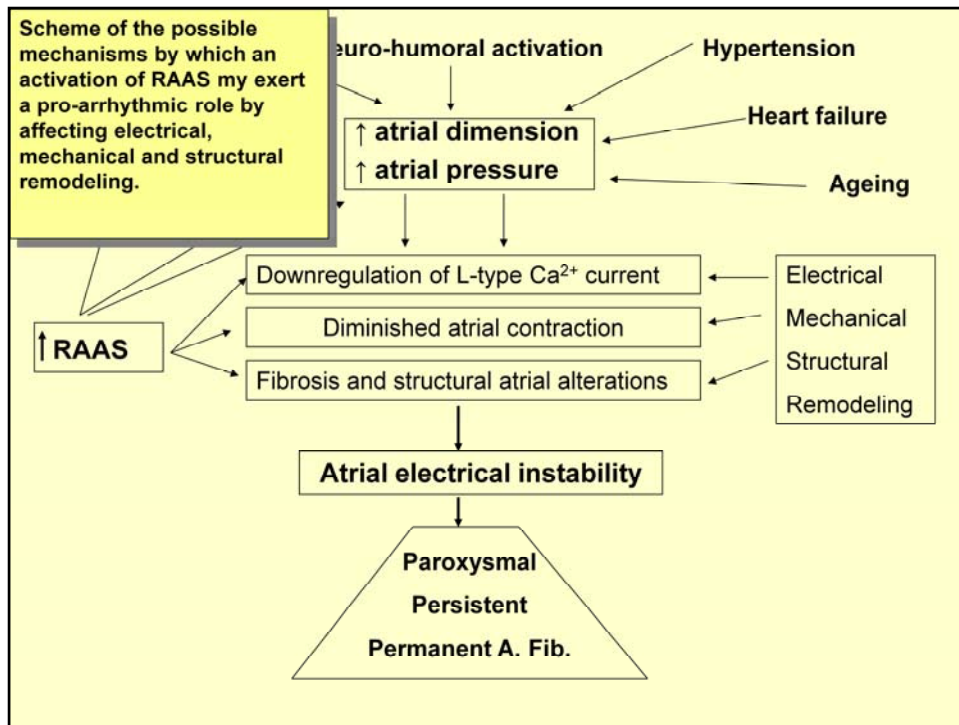 Scheme of the possible
mechanisms by which an
activation of RAAS my exert
a pro-arrhythmic role by
affecting electrical,
mechanical and structural
remodeling.
euro-humoral activation
Hypertension
↑ atrial dimension
↑ atrial pressure
Heart failure
Ageing
Downregulation of L-type Ca²⁺ current
Diminished atrial contraction
Fibrosis and structural atrial alterations
↑ RAAS
Electrical
Mechanical
Structural
Remodeling
Atrial electrical instability
Paroxysmal
Persistent
Permanent A. Fib.